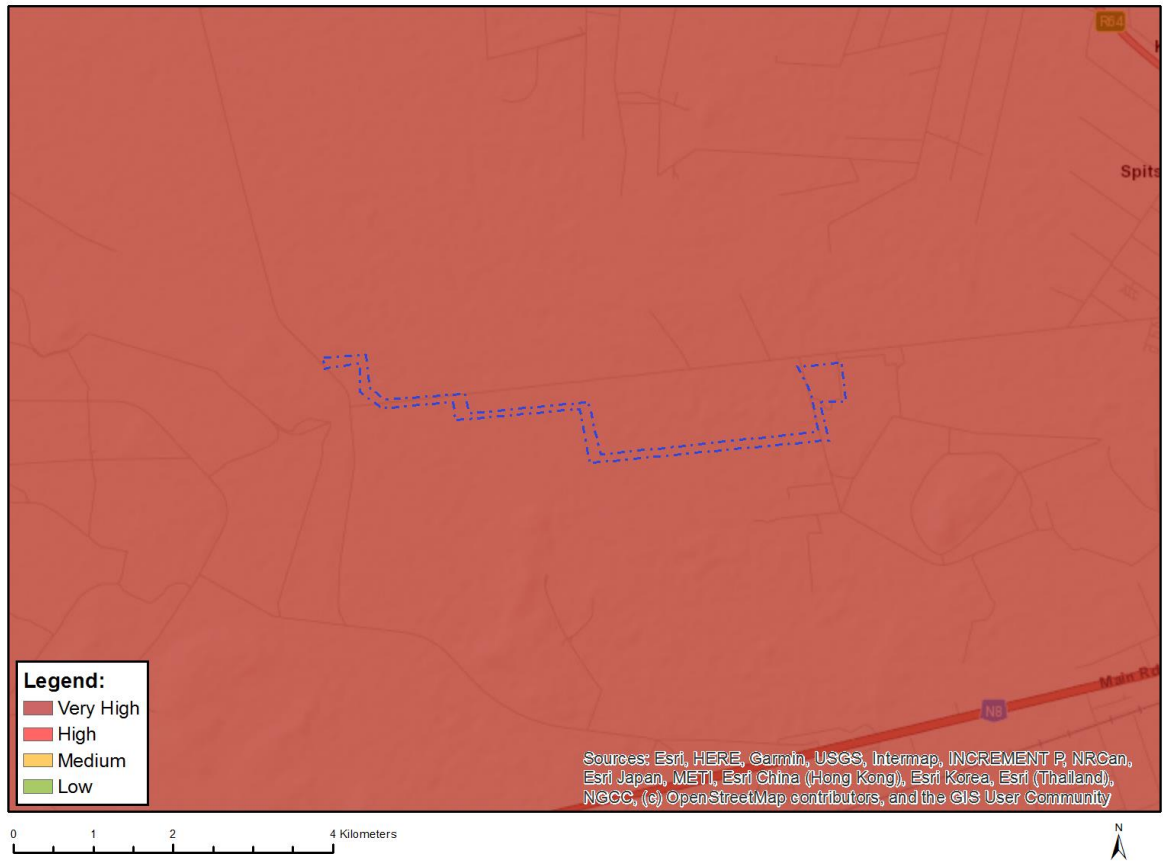 R64
Spits
Main Rd
N8
Legend:
Very High
High
Medium
Low
Sources: Esri, HERE, Garmin, USGS, Intermap, INCREMENT P, NRCan,
Esri Japan, METI, Esri China (Hong Kong), Esri Korea, Esri (Thailand),
NGCC, (c) OpenStreetMap contributors, and the GIS User Community
0 1 2 4 Kilometers
N